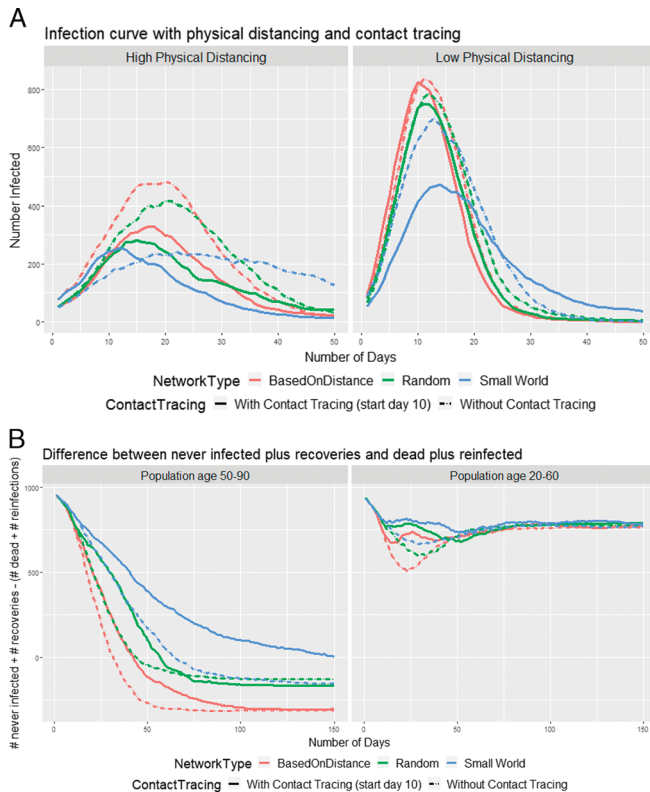 A
Infection curve with physical distancing and contact tracing
High Physical Distancing
Low Physical Distancing
Number Infected
800
600
400
200
0
0
10
20
30
40
50
0
10
20
30
40
50
Number of Days
NetworkType
BasedOnDistance
Random
Small World
ContactTracing
With Contact Tracing (start day 10)
Without Contact Tracing
B
Difference between never infected plus recoveries and dead plus reinfected
Population age 50-90
Population age 20-60
# never infected + # recoveries - (# dead + # reinfections)
1000
500
0
0
50
100
150
0
50
100
150
Number of Days
NetworkType
BasedOnDistance
Random
Small World
ContactTracing
With Contact Tracing (start day 10)
Without Contact Tracing